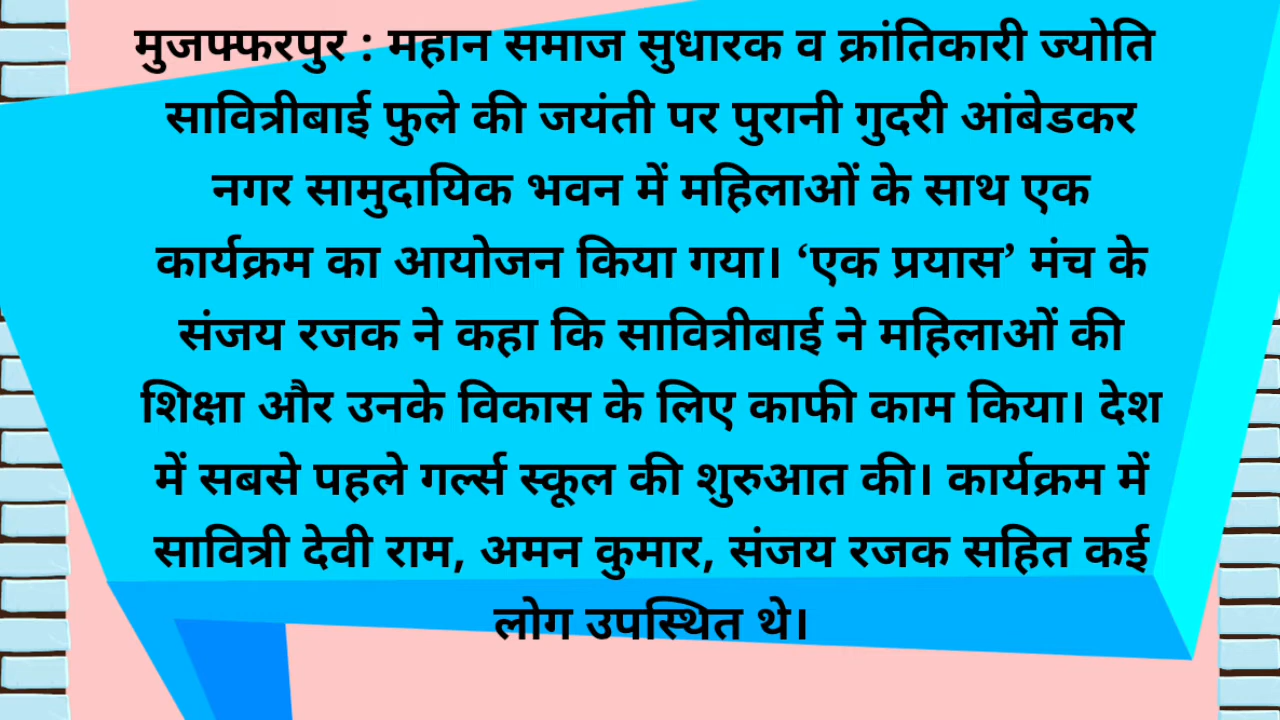 मुजफ्फरपुर : महान समाज सुधारक व क्रांतिकारी ज्योति
सावित्रीबाई फुले की जयंती पर पुरानी गुदरी आंबेडकर
नगर सामुदायिक भवन में महिलाओं के साथ एक
कार्यक्रम का आयोजन किया गया। ‘एक प्रयास’ मंच के
संजय रजक ने कहा कि सावित्रीबाई ने महिलाओं की
शिक्षा और उनके विकास के लिए काफी काम किया। देश
में सबसे पहले गर्ल्स स्कूल की शुरुआत की। कार्यक्रम में
सावित्री देवी राम, अमन कुमार, संजय रजक सहित कई
लोग उपस्थित थे।